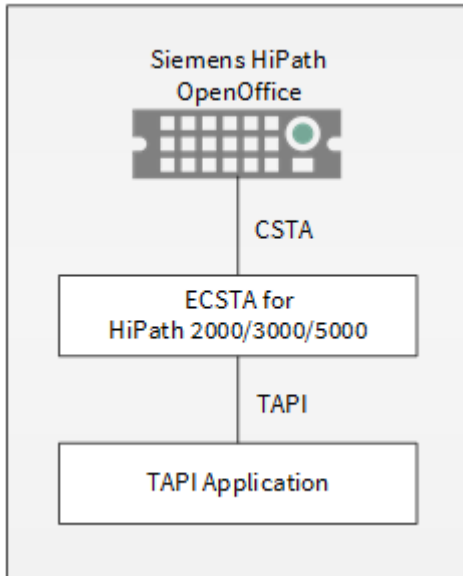 Siemens HiPath
OpenOffice
CSTA
ECSTA for
HiPath 2000/3000/5000
TAPI
TAPI Application